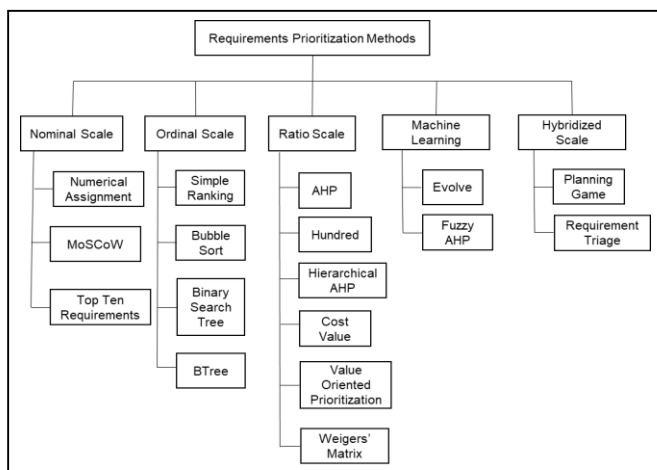 Requirements Prioritization Methods
Nominal Scale
Numerical
Assignment
MoSCoW
Top Ten
Requirements
Ordinal Scale
Simple
Ranking
Bubble
Sort
Binary
Search
Tree
BTree
Ratio Scale
AHP
Hundred
Hierarchical
AHP
Cost
Value
Value
Oriented
Prioritization
Weigers'
Matrix
Machine
Learning
Evolve
Fuzzy
AHP
Hybridized
Scale
Planning
Game
Requirement
Triage